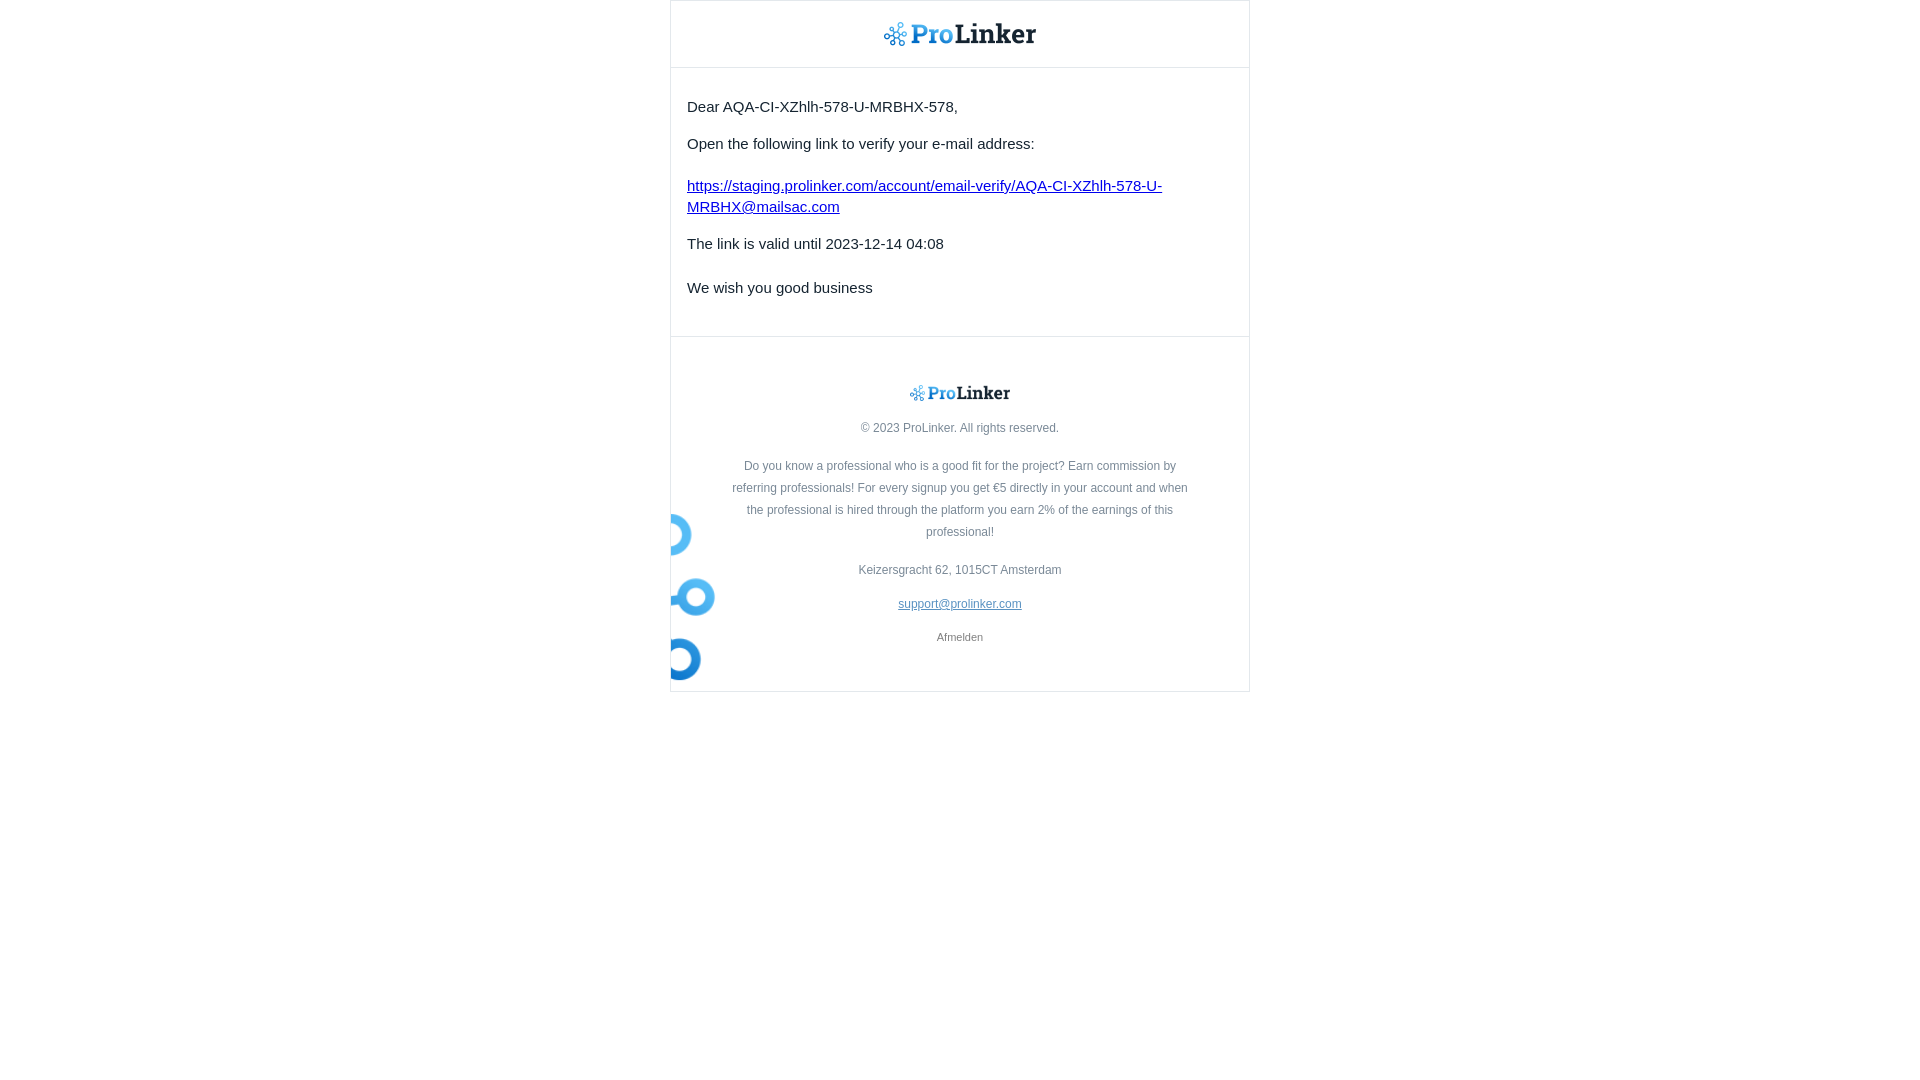 ProLinker
Dear AQA-CI-XZhlh-578-U-MRBHX-578,
Open the following link to verify your e-mail address:
https://staging.prolinker.com/account/email-verify/AQA-CI-XZhlh-578-U-
MRBHX@mailsac.com
The link is valid until 2023-12-14 04:08
We wish you good business
ProLinker
© 2023 ProLinker. All rights reserved.
Do you know a professional who is a good fit for the project? Earn commission by
referring professionals! For every signup you get €5 directly in your account and when
the professional is hired through the platform you earn 2% of the earnings of this
professional!
Keizersgracht 62, 1015CT Amsterdam
support@prolinker.com
Afmelden